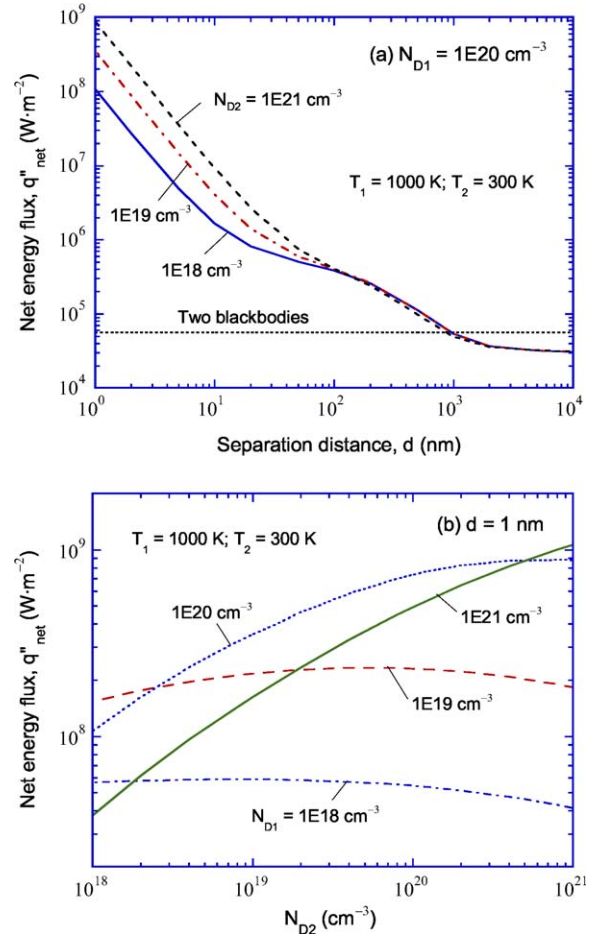 (a) N_D1 = 1E20 cm⁻³
N_D2 = 1E21 cm⁻³
T₁ = 1000 K; T₂ = 300 K
1E19 cm⁻³
1E18 cm⁻³
Two blackbodies
Net energy flux, q"_net (W·m⁻²)
10⁹
10⁸
10⁷
10⁶
10⁵
10⁴
10⁰ 10¹ 10² 10³ 10⁴
Separation distance, d (nm)
T₁ = 1000 K; T₂ = 300 K
(b) d = 1 nm
1E20 cm⁻³
1E21 cm⁻³
1E19 cm⁻³
N_D1 = 1E18 cm⁻³
Net energy flux, q"_net (W·m⁻²)
10⁹
10⁸
10¹⁸ 10¹⁹ 10²⁰ 10²¹
N_D2 (cm⁻³)